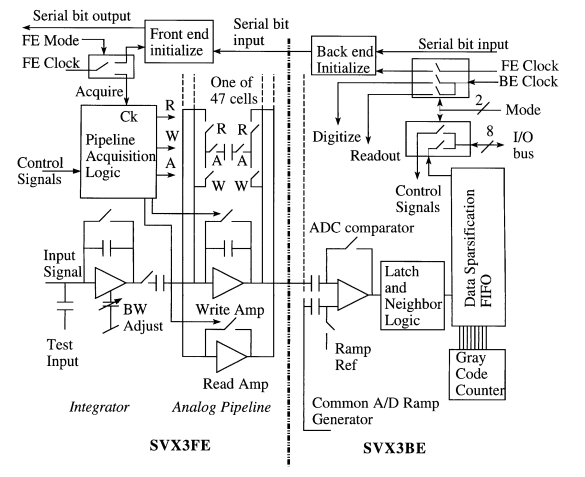 Serial bit output
FE Mode
FE Clock
Front end
initialize
Serial bit
input
Back end
Initialize
Serial bit input
FE Clock
BE Clock
Acquire
One of
47 cells
2
Mode
Digitize
Readout
8
I/O
bus
Ck
Pipeline
Acquisition
Logic
R
W
A
R
R
A
A
W
W
Control
Signals
Control
Signals
Input
Signal
BW
Adjust
Test
Input
Write Amp
Read Amp
ADC comparator
Latch
and
Neighbor
Logic
Data Sparsification
FIFO
Ramp
Ref
Gray
Code
Counter
Common A/D Ramp
Generator
Integrator
Analog Pipeline
SVX3FE
SVX3BE